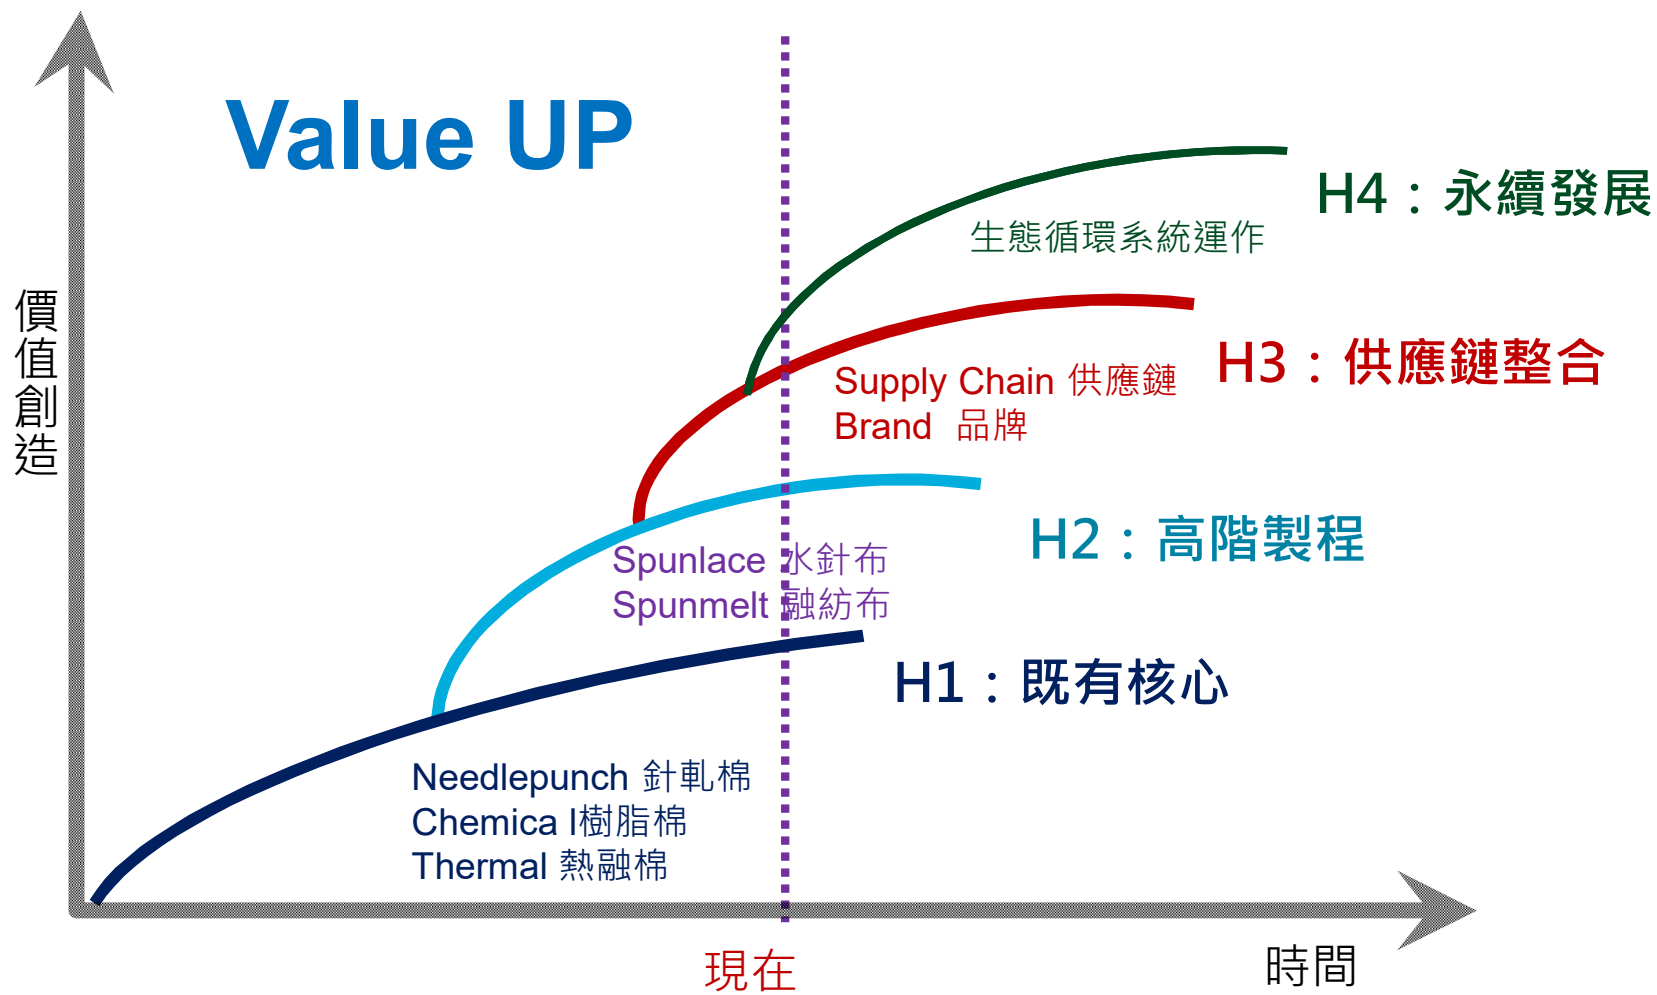 Value UP
價值創造
H4：永續發展
生態循環系統運作
H3：供應鏈整合
Supply Chain 供應鏈
Brand 品牌
H2：高階製程
Spunlace 水針布
Spunmelt 融紡布
H1：既有核心
Needlepunch 針軋棉
Chemica l樹脂棉
Thermal 熱融棉
現在
時間